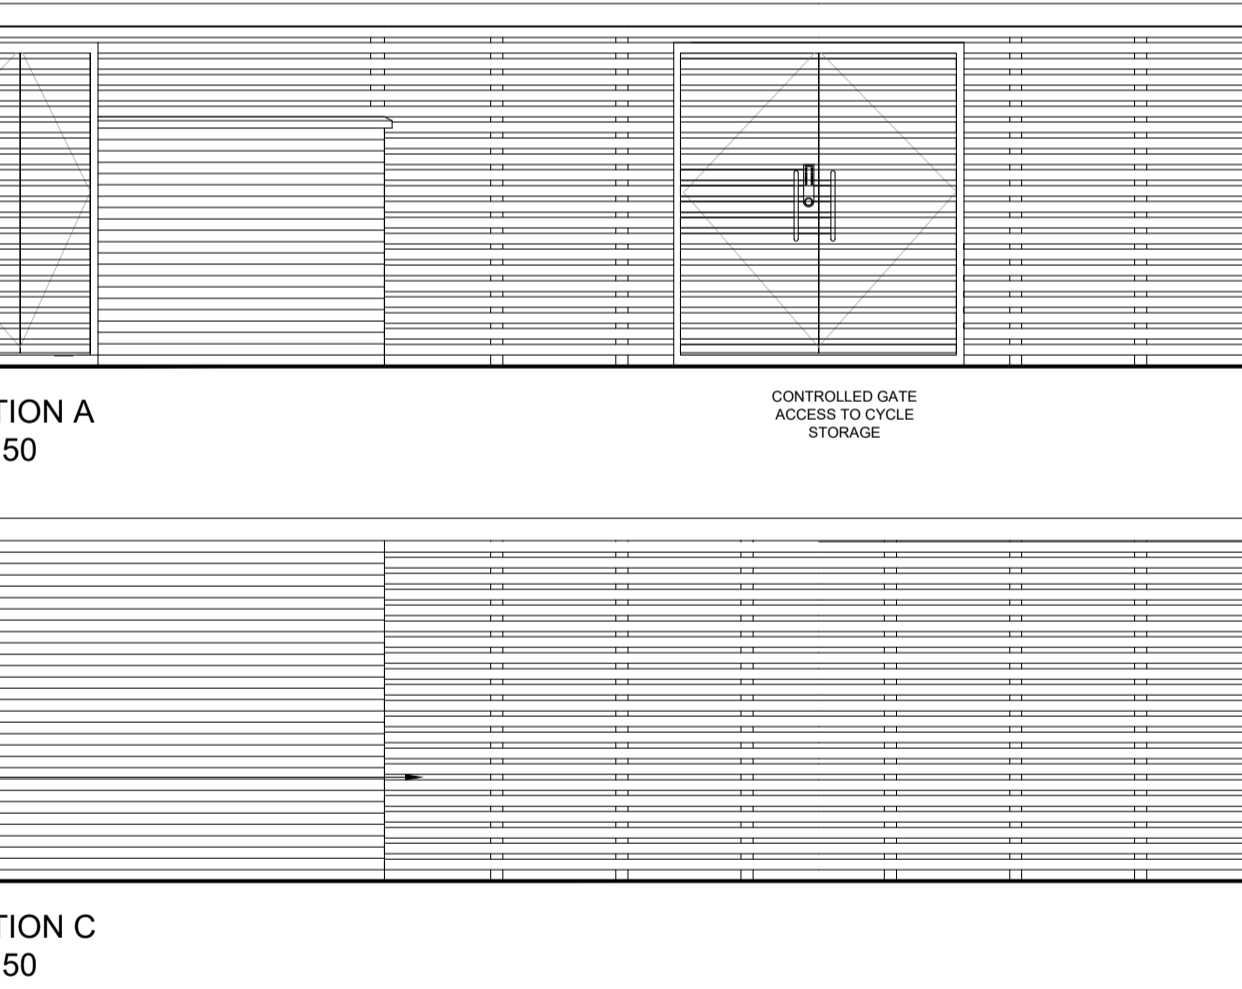 TION A
50
CONTROLLED GATE
ACCESS TO CYCLE
STORAGE
TION C
50